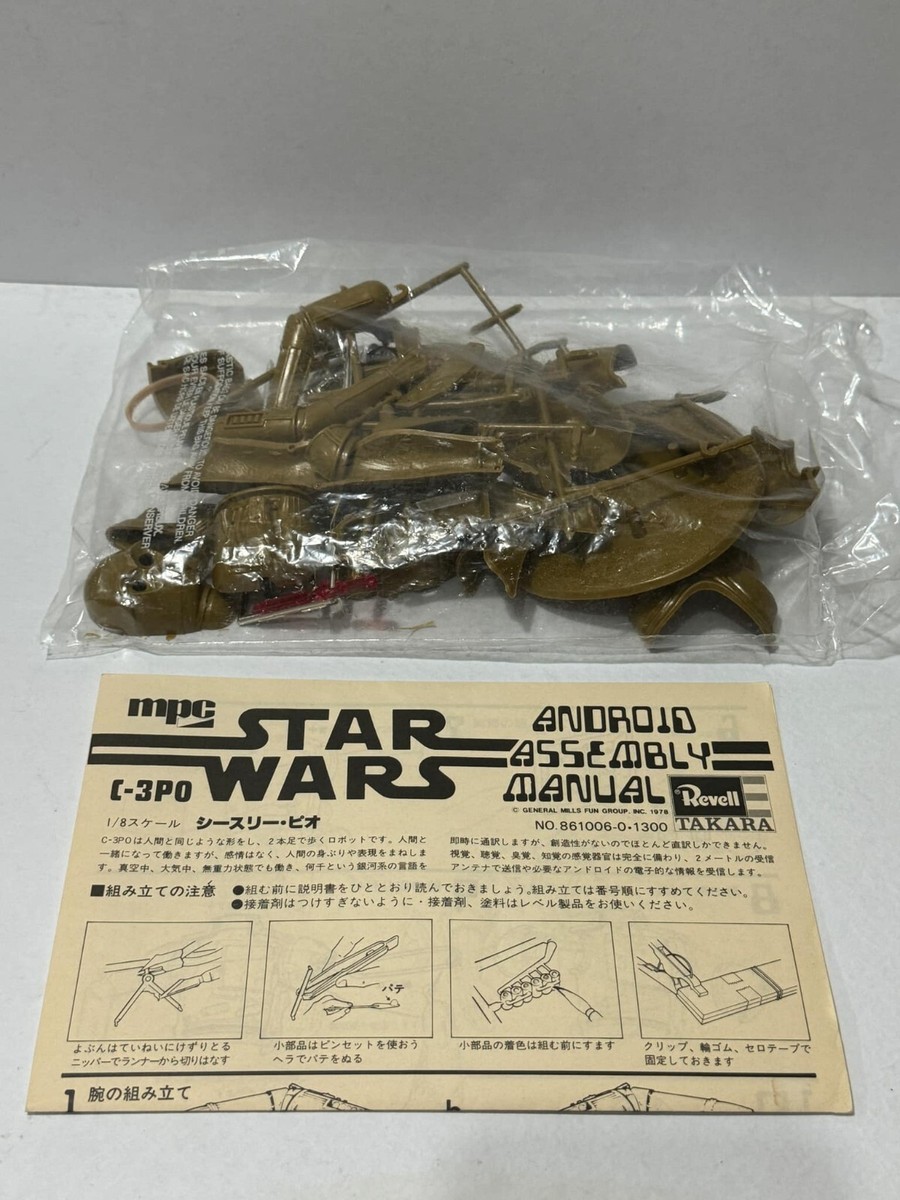 mpc
STAR
WARS
C-3PO
ANDROID
ASSEMBLY
MANUAL
© GENERAL MILLS FUN GROUP, INC. 1978
Revell
TAKARA
NO.861006-0・1300
1/8スケール シースリー・ピオ
C-3POは人間と同じような形をし、2本足で歩くロボットです。人間と
一緒になって働きますが、感情はなく、人間の身ぶりや表現をまねしま
す。真空中、大気中、無重力状態でも働き、何千という銀河系の言語を
即時に通訳しますが、創造性がないのでほとんど直訳しかできません。
視覚、聴覚、臭覚、知覚の感覚器官は完全に備わり、2メートルの受信
アンテナで送信や必要なアンドロイドの電子的な情報を受信します。
■組み立ての注意
●組む前に説明書をひととおり読んでおきましょう。組み立ては番号順にすすめてください。
●接着剤はつけすぎないように・接着剤、塗料はレベル製品をお使いください。
パテ
よぶんはていねいにけずりとる
ニッパーでランナーから切りはなす
小部品はピンセットを使おう
ヘラでパテをぬる
小部品の着色は組む前にすます
クリップ、輪ゴム、セロテープで
固定しておきます
1 腕の組み立て